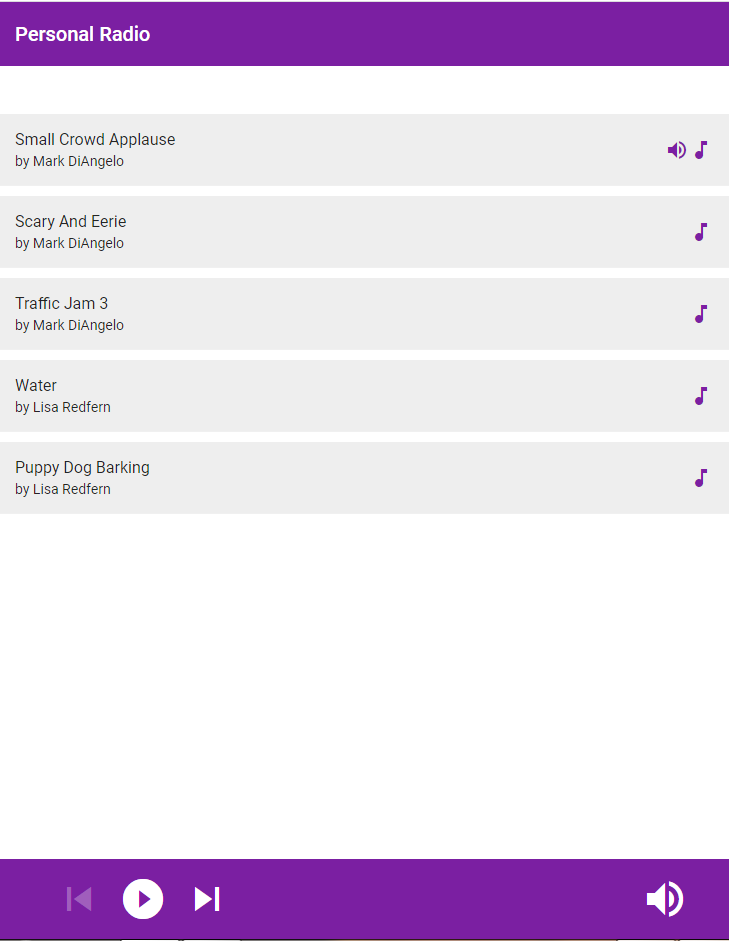 Personal Radio
Small Crowd Applause
by Mark DiAngelo
Scary And Eerie
by Mark DiAngelo
Traffic Jam 3
by Mark DiAngelo
Water
by Lisa Redfern
Puppy Dog Barking
by Lisa Redfern